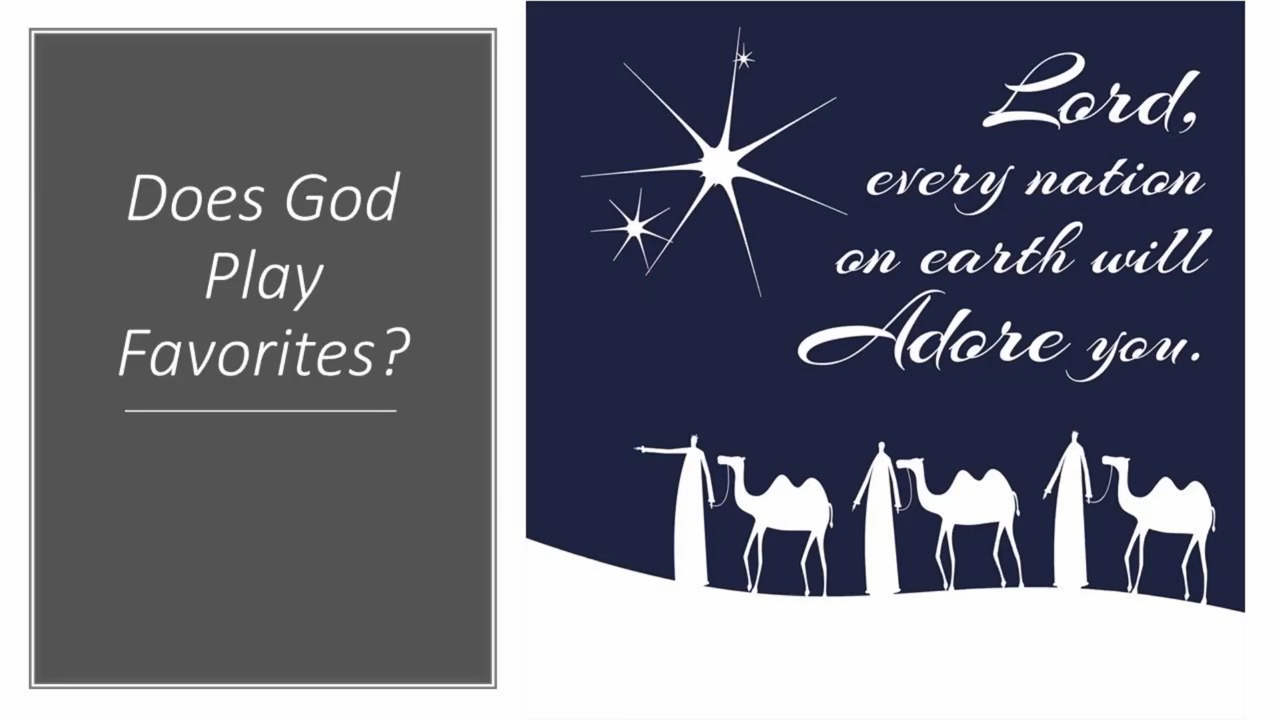 Does God
Play
Favorites?
Lord,
every nation
on earth will
Adore you.